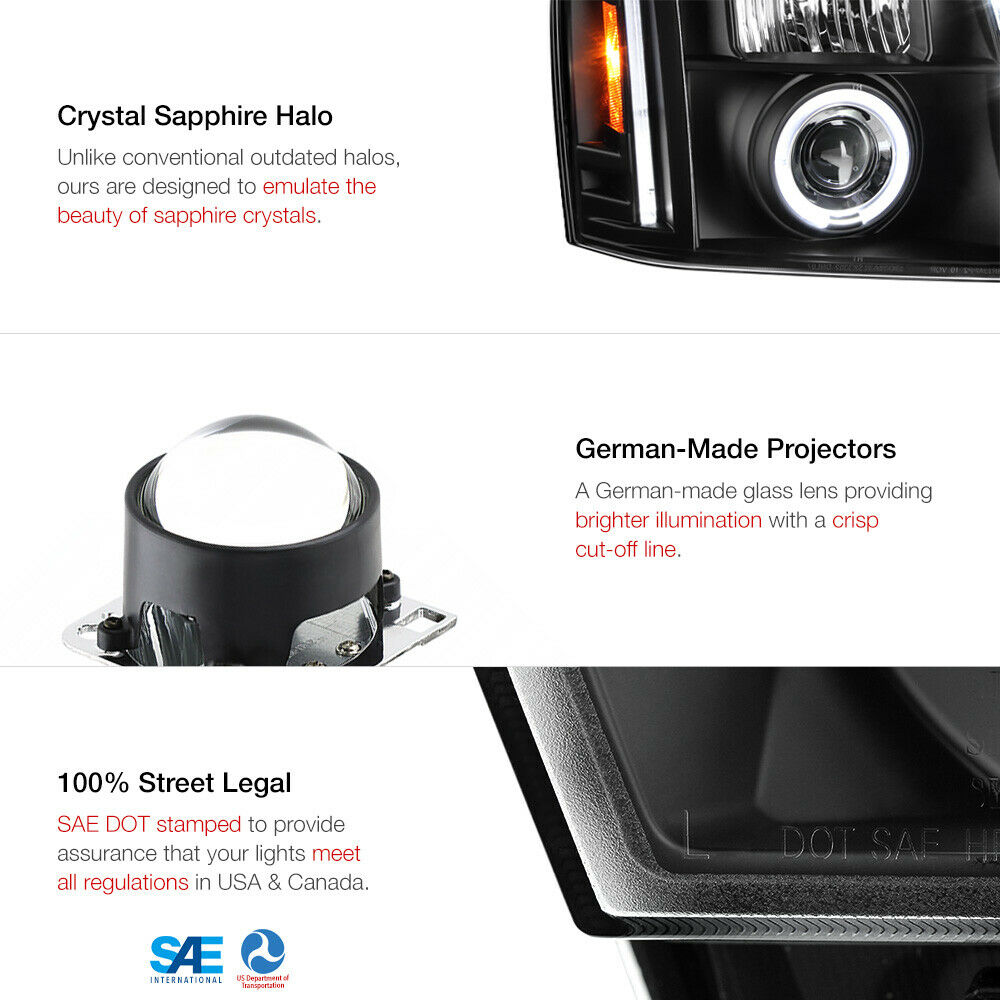 Crystal Sapphire Halo
Unlike conventional outdated halos,
ours are designed to emulate the
beauty of sapphire crystals.
German-Made Projectors
A German-made glass lens providing
brighter illumination with a crisp
cut-off line.
100% Street Legal
SAE DOT stamped to provide
assurance that your lights meet
all regulations in USA & Canada.
L DOT SAE
SAE
INTERNATIONAL
US Department of
Transportation